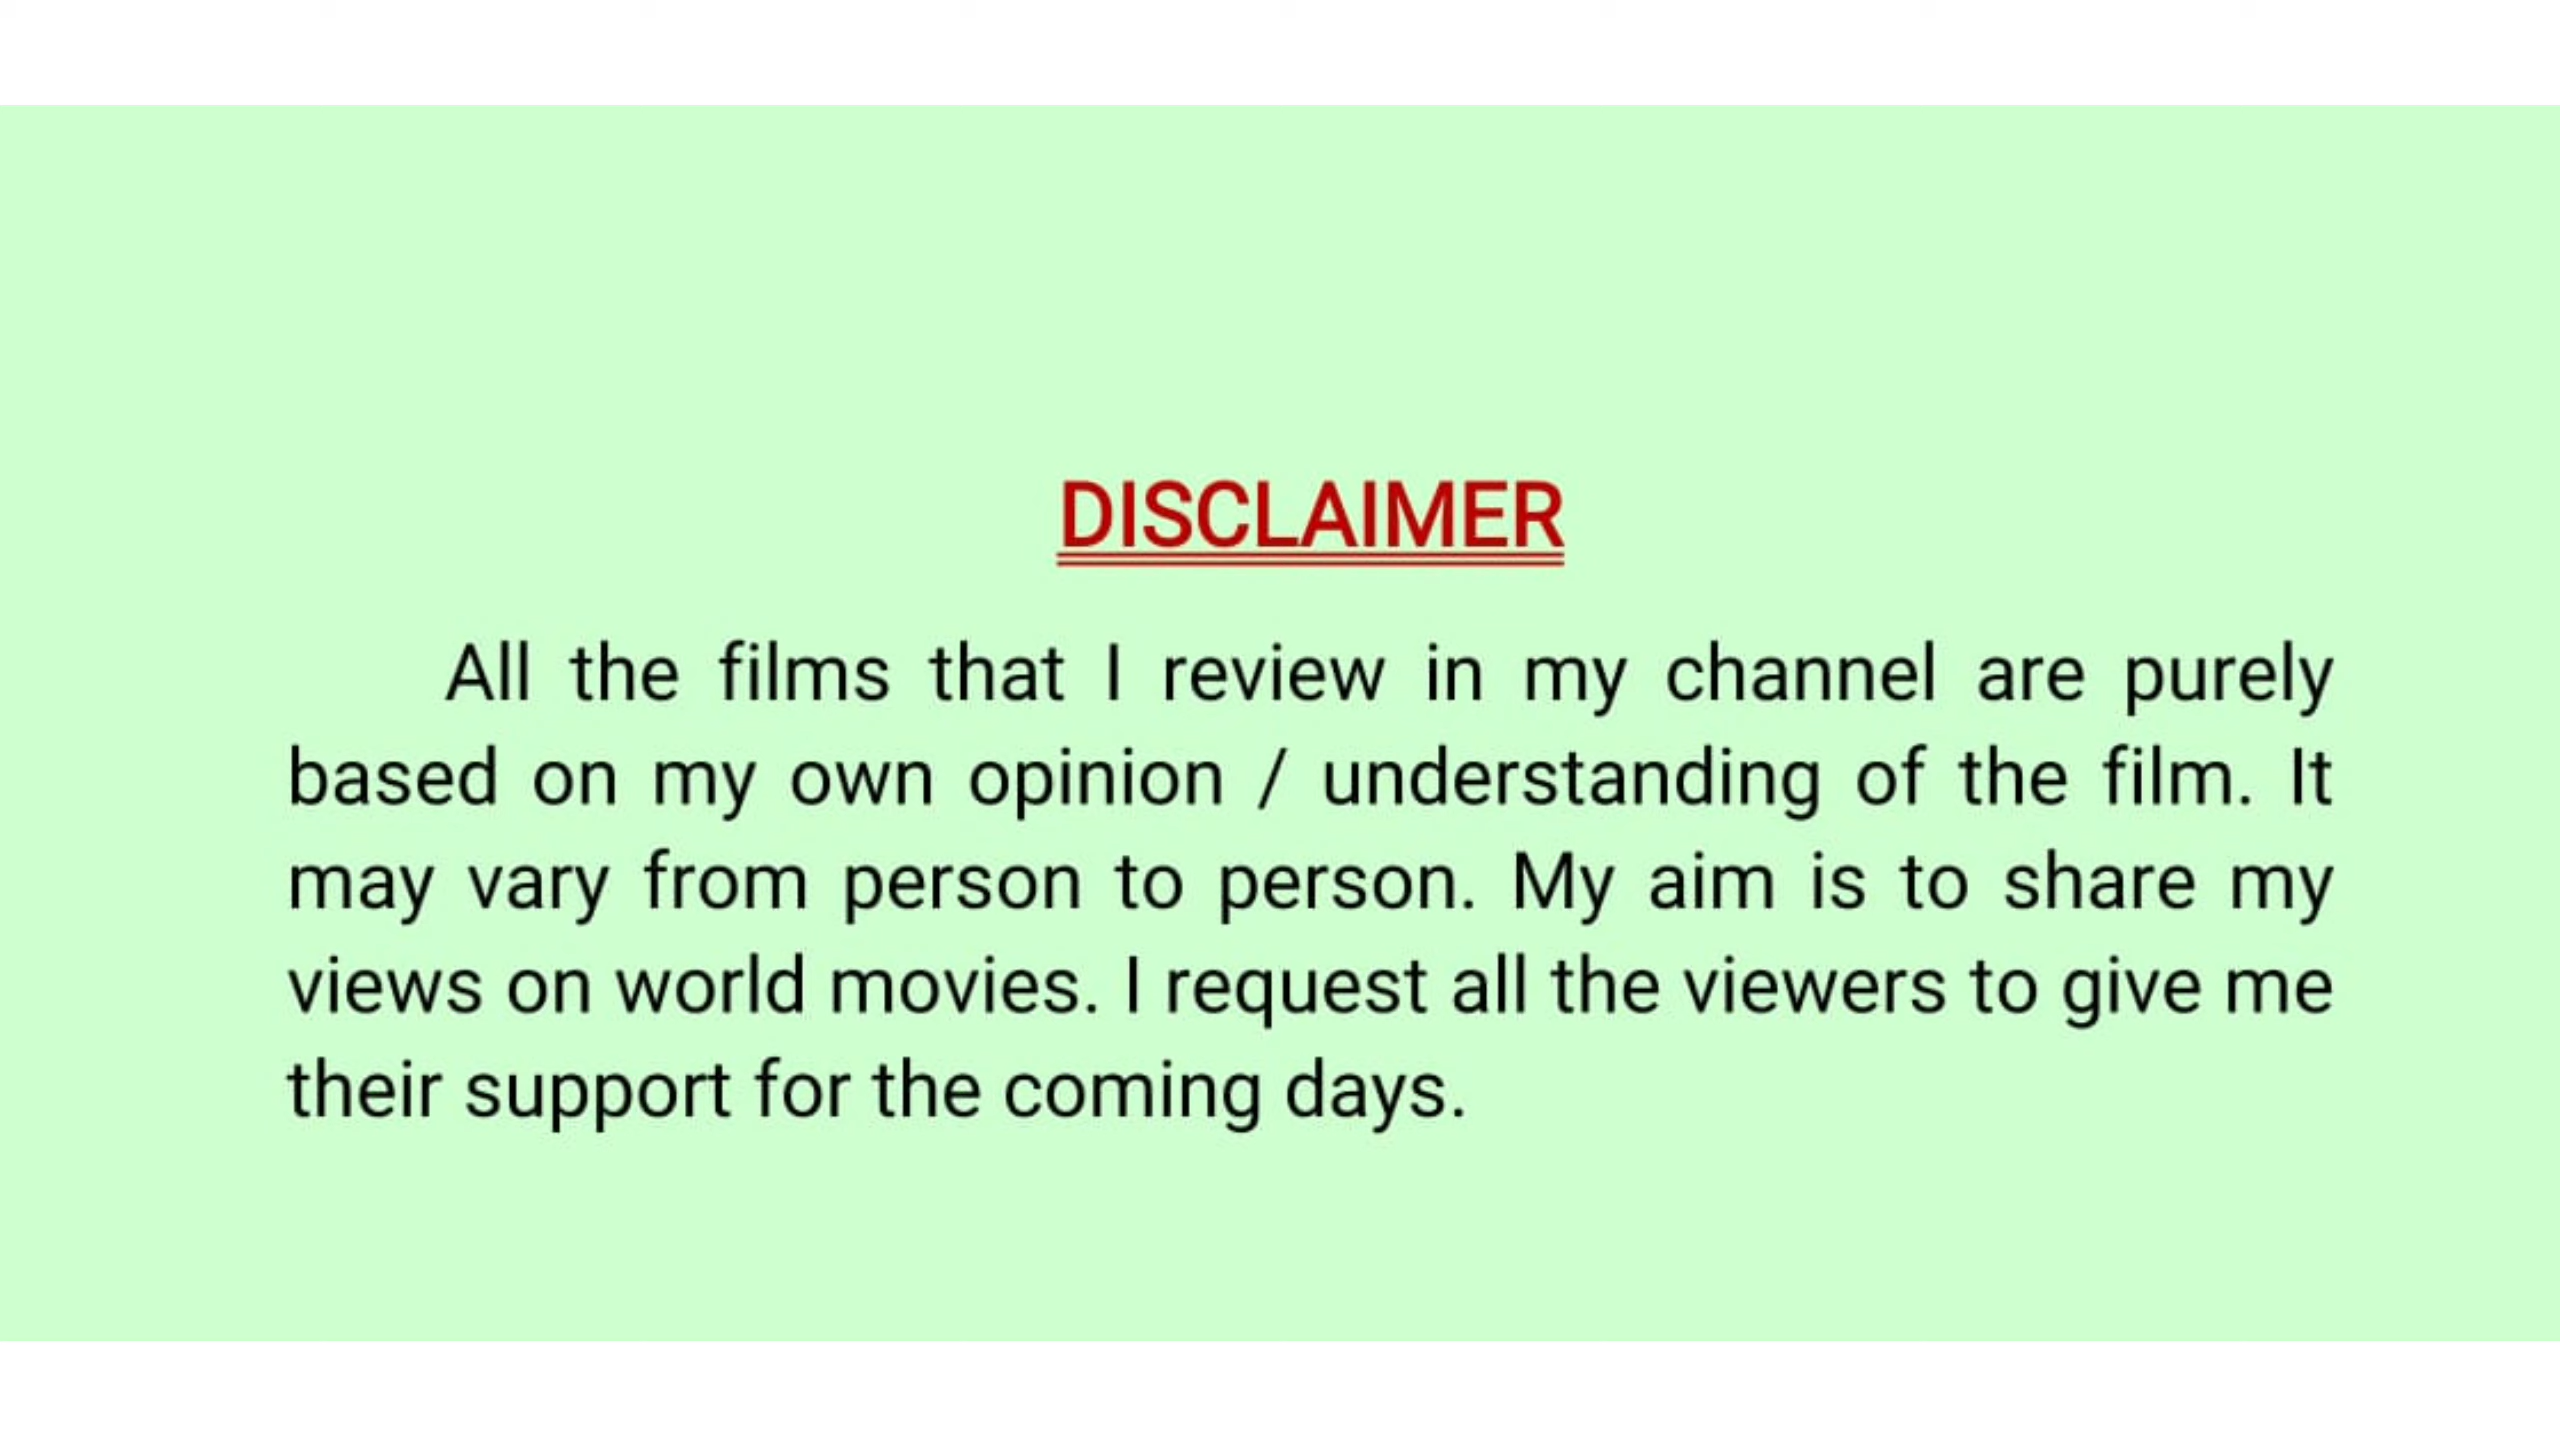 DISCLAIMER
All the films that I review in my channel are purely
based on my own opinion / understanding of the film. It
may vary from person to person. My aim is to share my
views on world movies. I request all the viewers to give me
their support for the coming days.